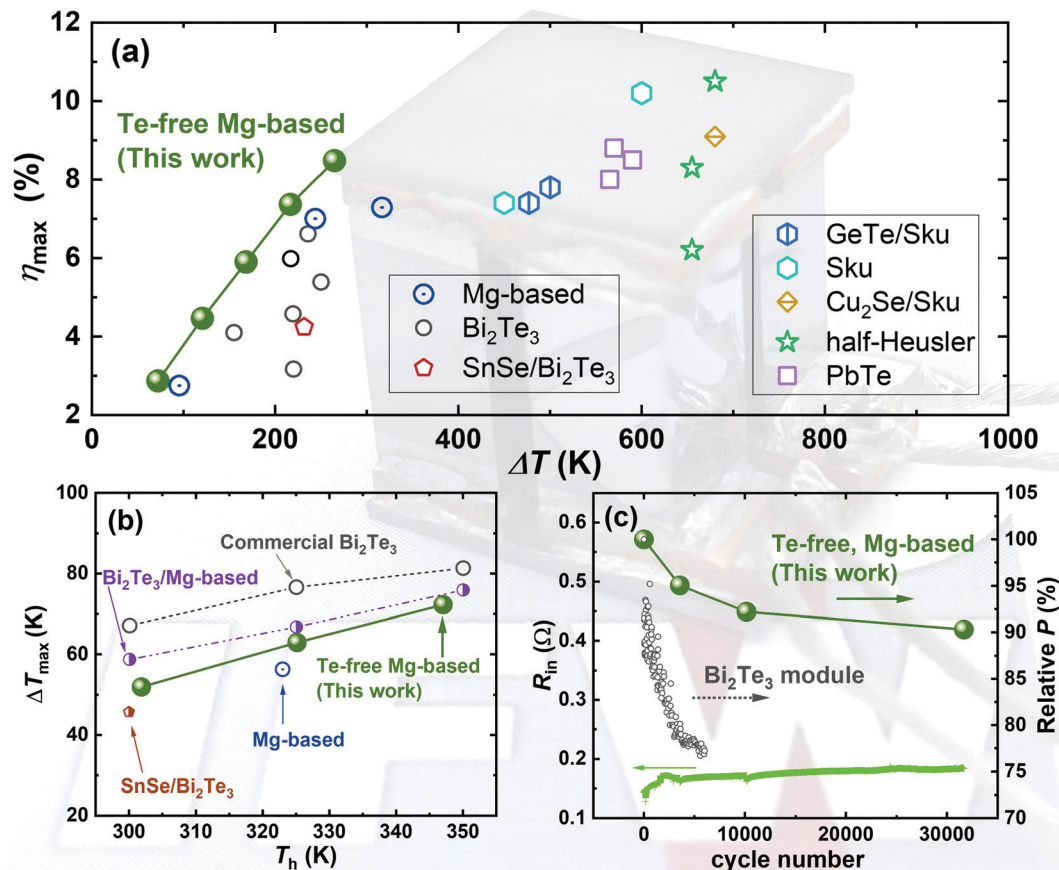 (a)
12
10
8
6
4
2
η_max (%)
Te-free Mg-based
(This work)
Mg-based
Bi₂Te₃
SnSe/Bi₂Te₃
GeTe/Sku
Sku
Cu₂Se/Sku
half-Heusler
PbTe
0
200
400
600
800
1000
ΔT (K)
(b)
100
80
60
40
20
ΔT_max (K)
Commercial Bi₂Te₃
Bi₂Te₃/Mg-based
Te-free Mg-based
(This work)
Mg-based
SnSe/Bi₂Te₃
300
310
320
330
340
350
T_h (K)
(c)
0.6
0.5
0.4
0.3
0.2
0.1
R_in (Ω)
Te-free, Mg-based
(This work)
Bi₂Te₃ module
105
100
95
90
85
80
75
70
Relative P (%)
0
10000
20000
30000
cycle number